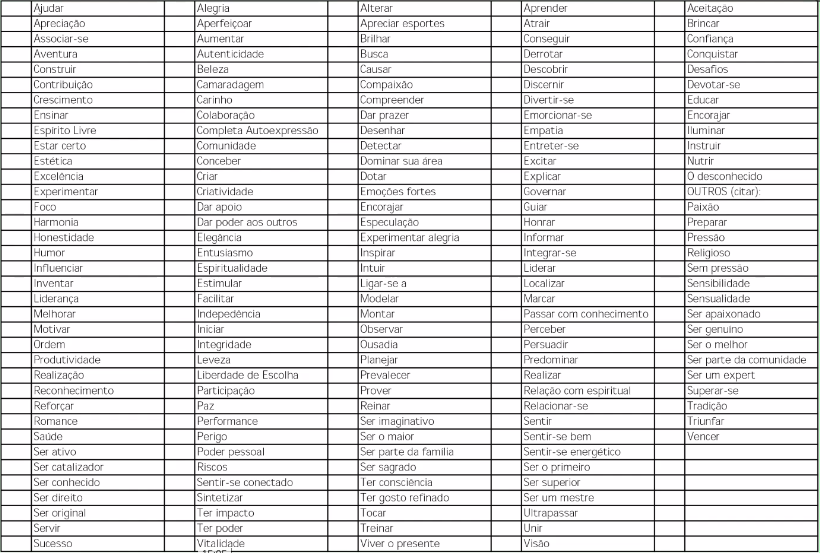 Ajudar Alegria Alterar Aprender Aceitação
Apreciação Aperfeiçoar Apreciar esportes Atrair Brincar
Associar-se Aumentar Brilhar Conseguir Confiança
Aventura Autenticidade Busca Derrotar Conquistar
Construir Beleza Causar Descobrir Desafios
Contribuição Camaradagem Compaixão Discernir Devotar-se
Crescimento Carinho Compreender Divertir-se Educar
Ensinar Colaboração Dar prazer Emorcionar-se Encorajar
Espirito Livre Completa Autoexpressão Desenhar Empatia Iluminar
Estar certo Comunidade Detectar Entreter-se Instruir
Estética Conceber Dominar sua área Excitar Nutrir
Excelência Criar Dotar Explicar O desconhecido
Experimentar Criatividade Emoções fortes Governar OUTROS (citar):
Foco Dar apoio Encorajar Guiar Paixão
Harmonia Dar poder aos outros Especulação Honrar Preparar
Honestidade Elegância Experimentar alegria Informar Pressão
Humor Entusiasmo Inspirar Integrar-se Religioso
Influenciar Espiritualidade Intuir Liderar Sem pressão
Inventar Estimular Ligar-se a Localizar Sensibilidade
Liderança Facilitar Modelar Marcar Sensualidade
Melhorar Indepedência Montar Passar com conhecimento Ser apaixonado
Motivar Iniciar Observar Perceber Ser genuíno
Ordem Integridade Ousadia Persuadir Ser o melhor
Produtividade Leveza Planejar Predominar Ser parte da comunidade
Realização Liberdade de Escolha Prevalecer Realizar Ser um expert
Reconhecimento Participação Prover Relação com espiritual Superar-se
Reforçar Paz Reinar Relacionar-se Tradição
Romance Performance Ser imaginativo Sentir Triunfar
Saúde Perigo Ser o maior Sentir-se bem Vencer
Ser ativo Poder pessoal Ser parte da família Sentir-se energético
Ser catalizador Riscos Ser sagrado Ser o primeiro
Ser conhecido Sentir-se conectado Ter consciência Ser superior
Ser direito Sintetizar Ter gosto refinado Ser um mestre
Ser original Ter impacto Tocar Ultrapassar
Servir Ter poder Treinar Unir
Sucesso Vitalidade Viver o presente Visão